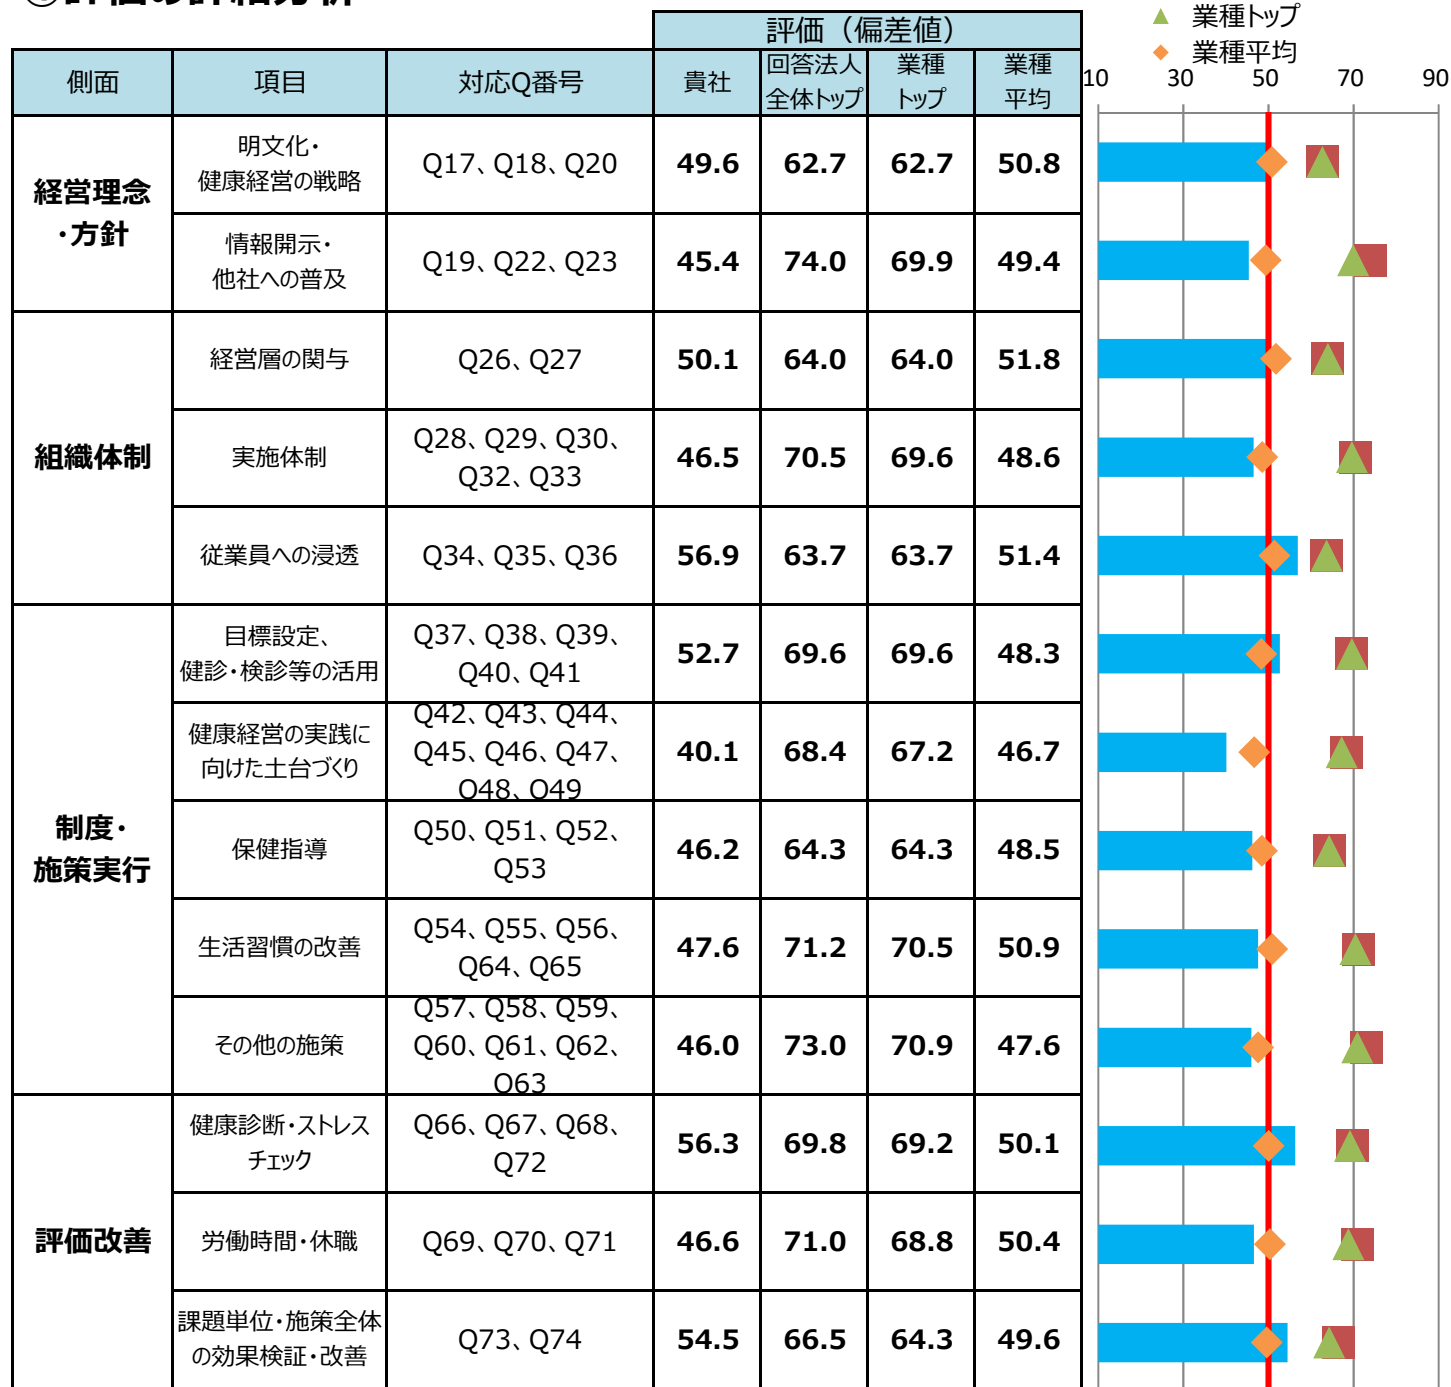 ③評価の詳細分析
▲ 業種トップ
◆ 業種平均
評価（偏差値）
側面 項目 対応Q番号 貴社 回答法人全体トップ 業種トップ 業種平均
10 30 50 70 90
経営理念・方針
明文化・健康経営の戦略 Q17、Q18、Q20 49.6 62.7 62.7 50.8
情報開示・他社への普及 Q19、Q22、Q23 45.4 74.0 69.9 49.4
組織体制
経営層の関与 Q26、Q27 50.1 64.0 64.0 51.8
実施体制 Q28、Q29、Q30、Q32、Q33 46.5 70.5 69.6 48.6
従業員への浸透 Q34、Q35、Q36 56.9 63.7 63.7 51.4
制度・施策実行
目標設定、健診・検診等の活用 Q37、Q38、Q39、Q40、Q41 52.7 69.6 69.6 48.3
健康経営の実践に向けた土台づくり Q42、Q43、Q44、Q45、Q46、Q47、Q48、Q49 40.1 68.4 67.2 46.7
保健指導 Q50、Q51、Q52、Q53 46.2 64.3 64.3 48.5
生活習慣の改善 Q54、Q55、Q56、Q64、Q65 47.6 71.2 70.5 50.9
その他の施策 Q57、Q58、Q59、Q60、Q61、Q62、Q63 46.0 73.0 70.9 47.6
評価改善
健康診断・ストレスチェック Q66、Q67、Q68、Q72 56.3 69.8 69.2 50.1
労働時間・休職 Q69、Q70、Q71 46.6 71.0 68.8 50.4
課題単位・施策全体の効果検証・改善 Q73、Q74 54.5 66.5 64.3 49.6